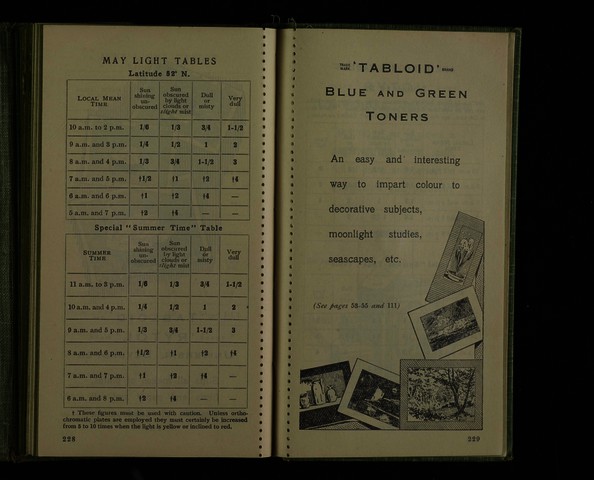 MAY LIGHT TABLES
Latitude 52° N.
LOCAL MEAN TIME | Sun shining un-obscured | Sun obscured by light clouds or slight mist | Dull or misty | Very dull
10 a.m. to 2 p.m. 1/6 1/3 3/4 1-1/2
9 a.m. and 3 p.m. 1/4 1/2 1 2
8 a.m. and 4 p.m. 1/3 3/4 1-1/2 3
7 a.m. and 5 p.m. †1/2 †1 †2 †4
6 a.m. and 6 p.m. †1 †2 †4 —
5 a.m. and 7 p.m. †2 †4 — —
Special "Summer Time" Table
SUMMER TIME | Sun shining un-obscured | Sun obscured by light clouds or slight mist | Dull or misty | Very dull
11 a.m. to 3 p.m. 1/6 1/3 3/4 1-1/2
10 a.m. and 4 p.m. 1/4 1/2 1 2
9 a.m. and 5 p.m. 1/3 3/4 1-1/2 3
8 a.m. and 6 p.m. †1/2 †1 †2 †4
7 a.m. and 7 p.m. †1 †2 †4 —
6 a.m. and 8 p.m. †2 †4 — —
† These figures must be used with caution. Unless ortho-
chromatic plates are employed they must certainly be increased
from 5 to 10 times when the light is yellow or inclined to red.
228
TRADE MARK 'TABLOID' BRAND
BLUE AND GREEN
TONERS
An easy and interesting
way to impart colour to
decorative subjects,
moonlight studies,
seascapes, etc.
(See pages 53-55 and 111)
229